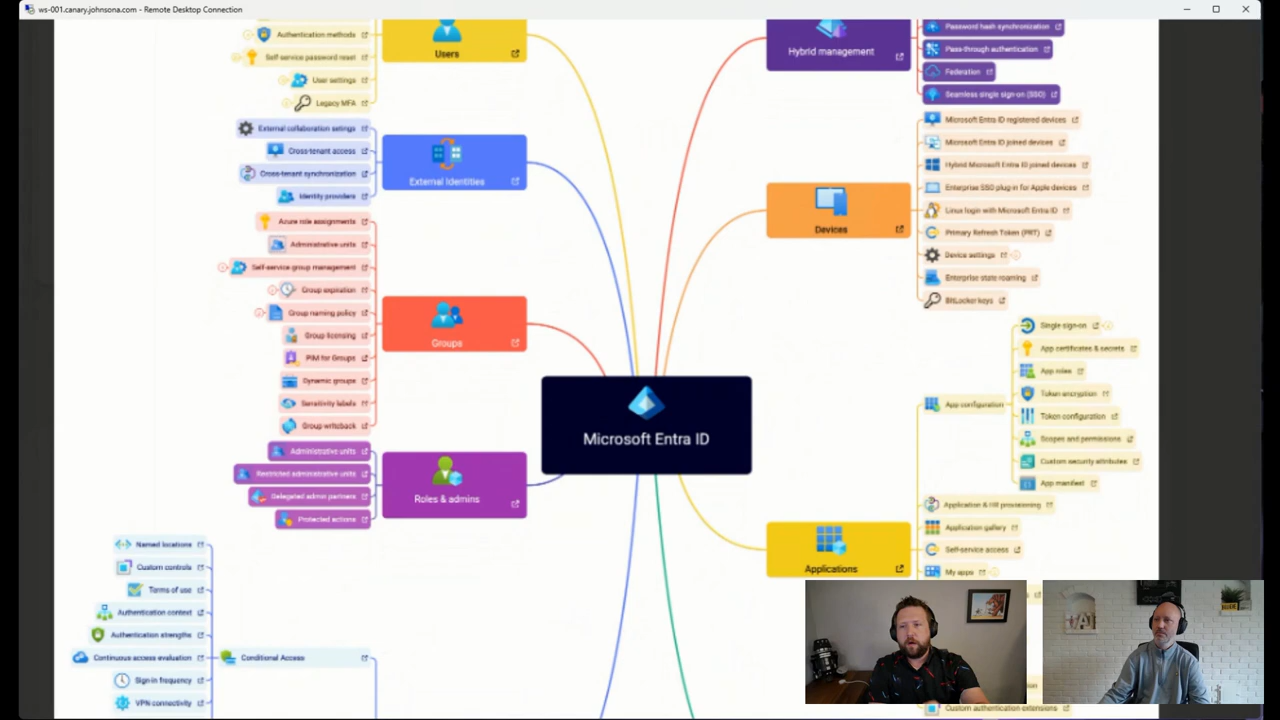 ws-001.canary.johnsona.com - Remote Desktop Connection
Authentication methods
Self service password reset
User settings
Legacy MFA
Users
External collaboration settings
Cross-tenant access
Cross-tenant synchronization
Identity providers
External Identities
Azure role assignments
Administrative units
Self-service group management
Group expiration
Group naming policy
Group licensing
PIM for Groups
Dynamic groups
Sensitivity labels
Group writeback
Groups
Administrative units
Restricted administrative units
Delegated admin partners
Protected actions
Roles & admins
Named locations
Custom controls
Terms of use
Authentication context
Authentication strengths
Continuous access evaluation
Sign-in frequency
VPN connectivity
Conditional Access
Microsoft Entra ID
Hybrid management
Password hash synchronization
Pass-through authentication
Federation
Seamless single sign-on (SSO)
Devices
Microsoft Entra ID registered devices
Microsoft Entra ID joined devices
Hybrid Microsoft Entra ID joined devices
Enterprise SSO plug-in for Apple devices
Linux login with Microsoft Entra ID
Primary Refresh Token (PRT)
Device settings
Enterprise state roaming
BitLocker keys
Applications
App configuration
Single sign-on
App certificates & secrets
App roles
Token encryption
Token configuration
Scopes and permissions
Custom security attributes
App manifest
Application & HR provisioning
Application gallery
Self-service access
My apps
Custom authentication extensions